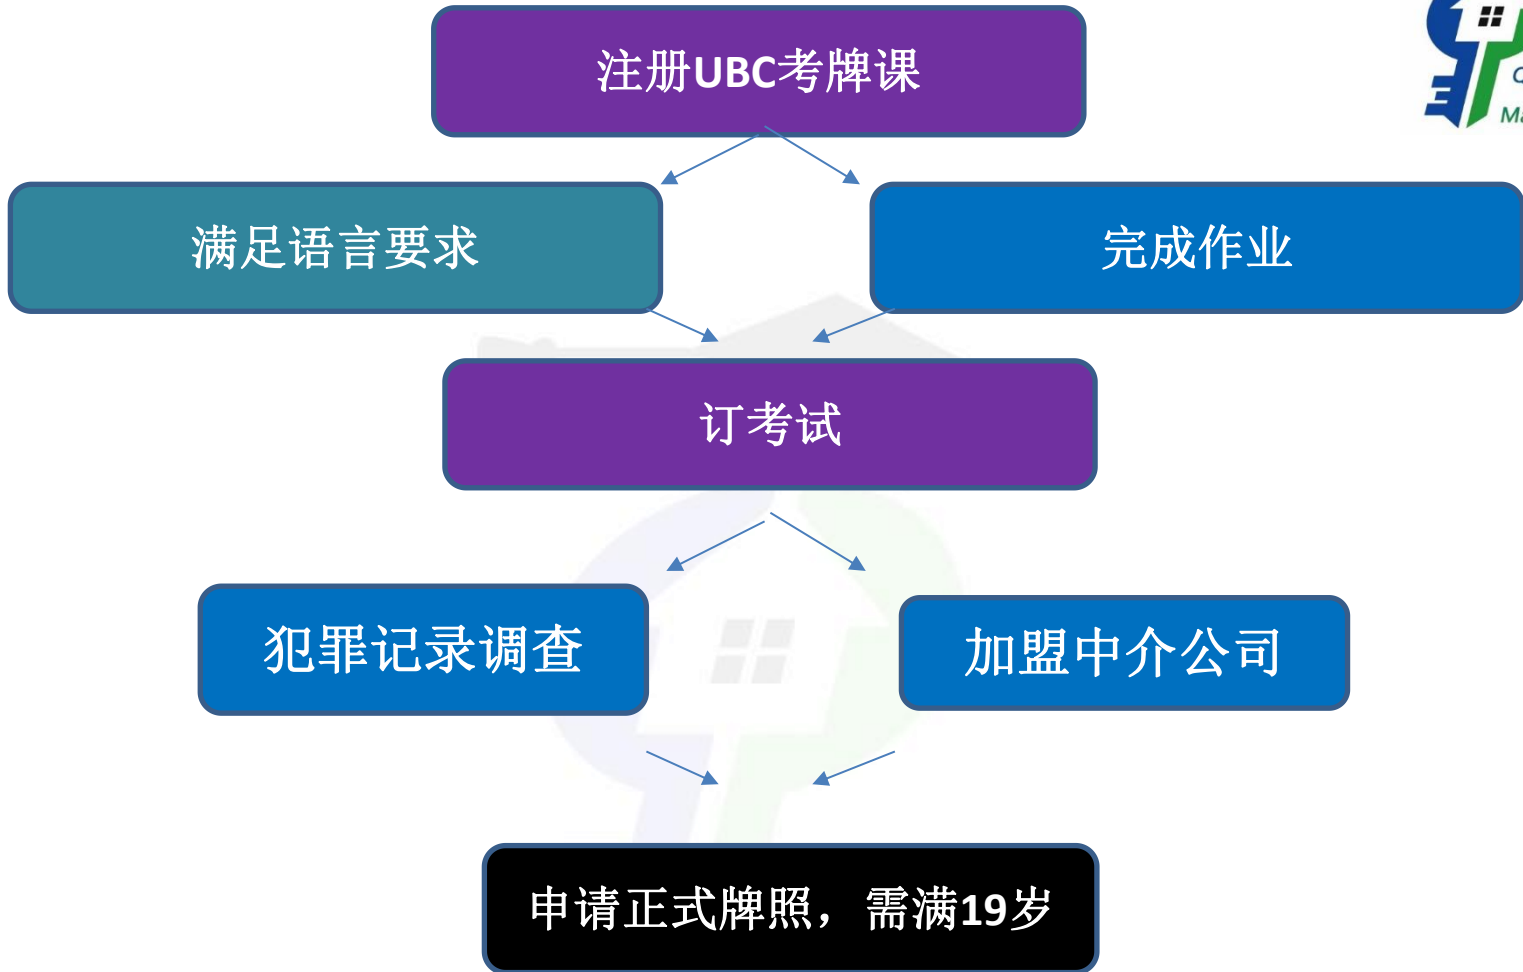 注册UBC考牌课
满足语言要求
完成作业
订考试
犯罪记录调查
加盟中介公司
申请正式牌照，需满19岁